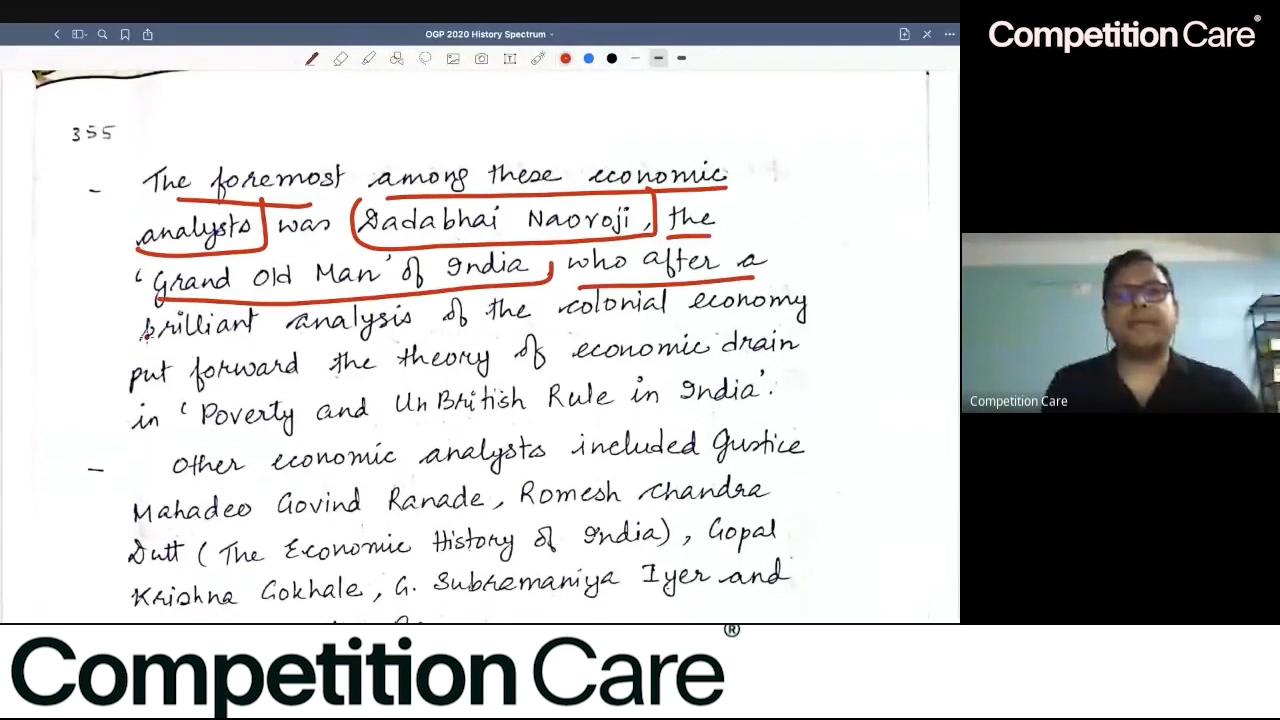 OGP 2020 History Spectrum
Competition Care®
355
- The foremost among these economic
analysts was Dadabhai Naoroji, the
'Grand Old Man' of India, who after a
brilliant analysis of the colonial economy
put forward the theory of economic drain
in 'Poverty and UnBritish Rule in India'.
- Other economic analysts included Justice
Mahadeo Govind Ranade, Romesh Chandra
Dutt (The Economic History of India), Gopal
Krishna Gokhale, G. Subramaniya Iyer and
Competition Care
Competition Care®